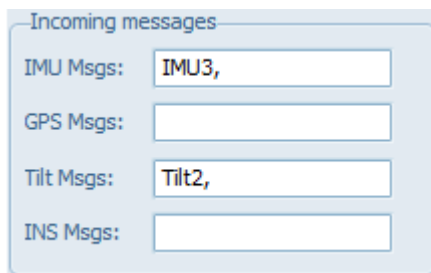 Incoming messages
IMU Msgs: IMU3,
GPS Msgs:
Tilt Msgs: Tilt2,
INS Msgs: